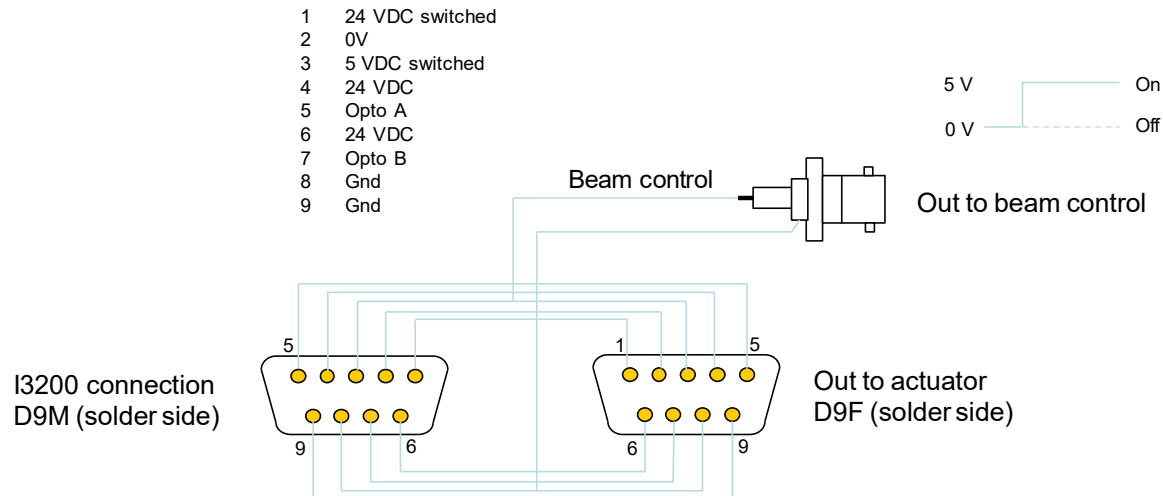 1 24 VDC switched
2 0V
3 5 VDC switched
4 24 VDC
5 Opto A
6 24 VDC
7 Opto B
8 Gnd
9 Gnd
5 V On
0 V Off
Beam control
Out to beam control
5
1 5
I3200 connection
D9M (solder side)
Out to actuator
D9F (solder side)
9 6
6 9